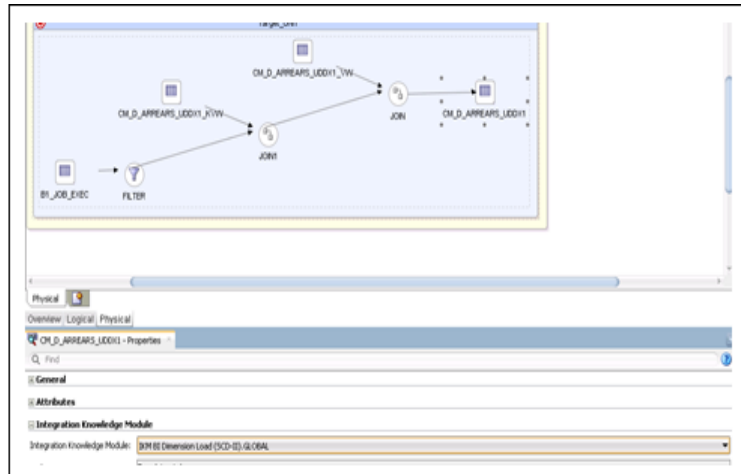 Target_Unit1
CM_D_ARREARS_UDDX1_VW
CM_D_ARREARS_UDDX1_KVW
JOIN
CM_D_ARREARS_UDDX1
JOIN1
B1_JOB_EXEC
FILTER
Physical
Overview Logical Physical
CM_D_ARREARS_UDDX1 - Properties
Find
General
Attributes
Integration Knowledge Module
Integration Knowledge Module: IKM BI Dimension Load (SCD-II).GLOBAL